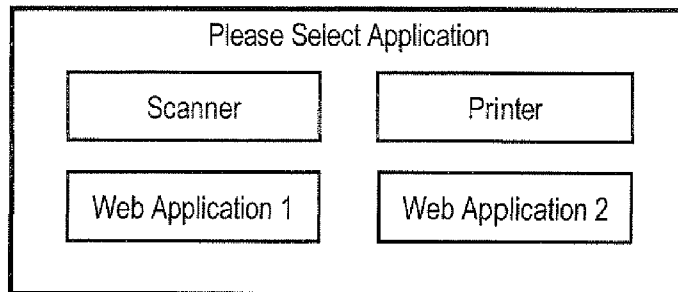 Please Select Application
Scanner Printer
Web Application 1 Web Application 2